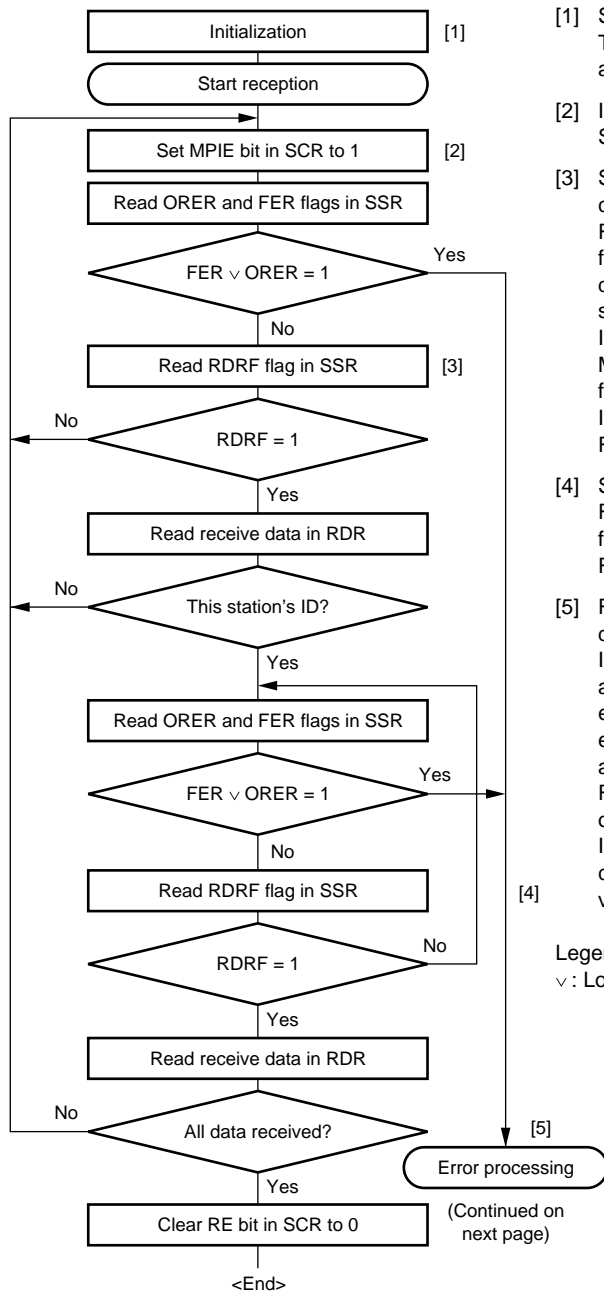 Initialization [1]
Start reception
Set MPIE bit in SCR to 1 [2]
Read ORER and FER flags in SSR
FER ∨ ORER = 1
Yes
No
Read RDRF flag in SSR [3]
No
RDRF = 1
Yes
Read receive data in RDR
No
This station's ID?
Yes
Read ORER and FER flags in SSR
FER ∨ ORER = 1
Yes
No
Read RDRF flag in SSR
[4]
RDRF = 1
No
Yes
Read receive data in RDR
No
All data received?
[5]
Error processing
Yes
Clear RE bit in SCR to 0
(Continued on
next page)
<End>
[1] S
T
a
[2] I
S
[3] S
c
F
f
c
s
I
M
f
I
F
[4] S
F
f
F
[5] F
c
I
a
e
e
a
F
c
I
c
v
Lege
∨ : Lo